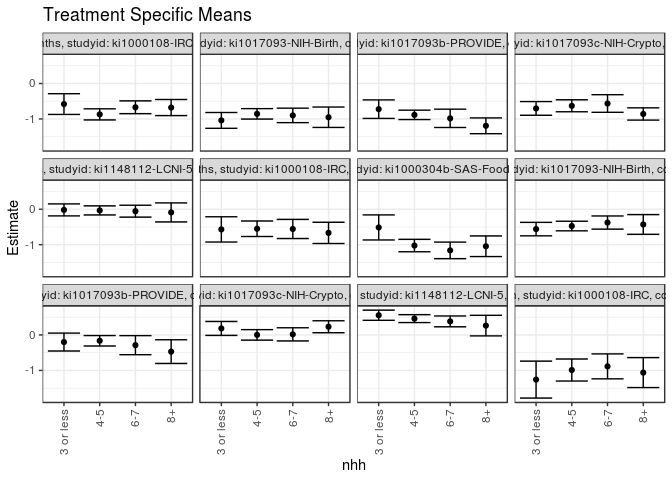 Treatment Specific Means
ths, studyid: ki1000108-IRC
dyid: ki1017093-NIH-Birth, c
yid: ki1017093b-PROVIDE,
yid: ki1017093c-NIH-Crypto,
0
-1
, studyid: ki1148112-LCNI-5
ths, studyid: ki1000108-IRC,
dyid: ki1000304b-SAS-Food
dyid: ki1017093-NIH-Birth, co
0
-1
Estimate
yid: ki1017093b-PROVIDE, c
yid: ki1017093c-NIH-Crypto,
studyid: ki1148112-LCNI-5,
, studyid: ki1000108-IRC, co
0
-1
3 or less 4-5 6-7 8+ 3 or less 4-5 6-7 8+ 3 or less 4-5 6-7 8+ 3 or less 4-5 6-7 8+
nhh